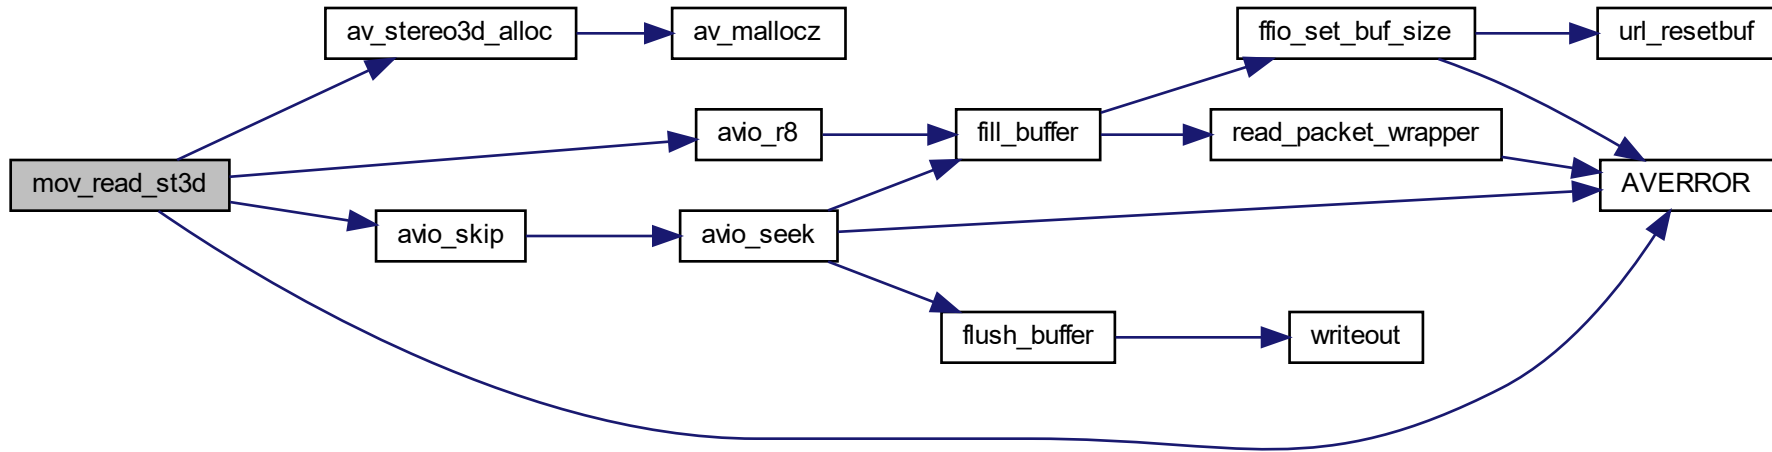 av_stereo3d_alloc
av_mallocz
ffio_set_buf_size
url_resetbuf
avio_r8
fill_buffer
read_packet_wrapper
mov_read_st3d
AVERROR
avio_skip
avio_seek
flush_buffer
writeout